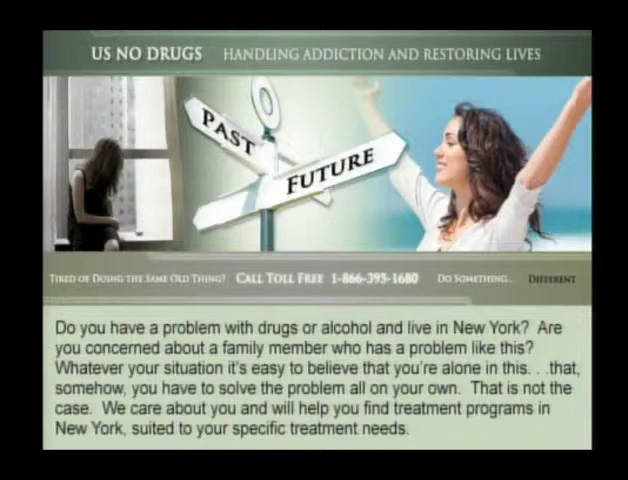 US NO DRUGS HANDLING ADDICTION AND RESTORING LIVES
PAST
FUTURE
TIRED OF DOING THE SAME OLD THING? CALL TOLL FREE 1-866-395-1680 DO SOMETHING... DIFFERENT
Do you have a problem with drugs or alcohol and live in New York? Are
you concerned about a family member who has a problem like this?
Whatever your situation it's easy to believe that you're alone in this. . .that,
somehow, you have to solve the problem all on your own. That is not the
case. We care about you and will help you find treatment programs in
New York, suited to your specific treatment needs.